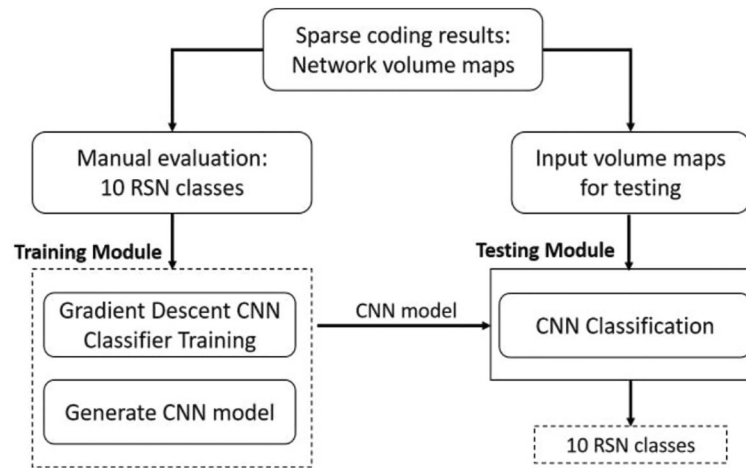 Sparse coding results:
Network volume maps
Manual evaluation:
10 RSN classes
Input volume maps
for testing
Training Module
Testing Module
Gradient Descent CNN
Classifier Training
CNN model
CNN Classification
Generate CNN model
10 RSN classes